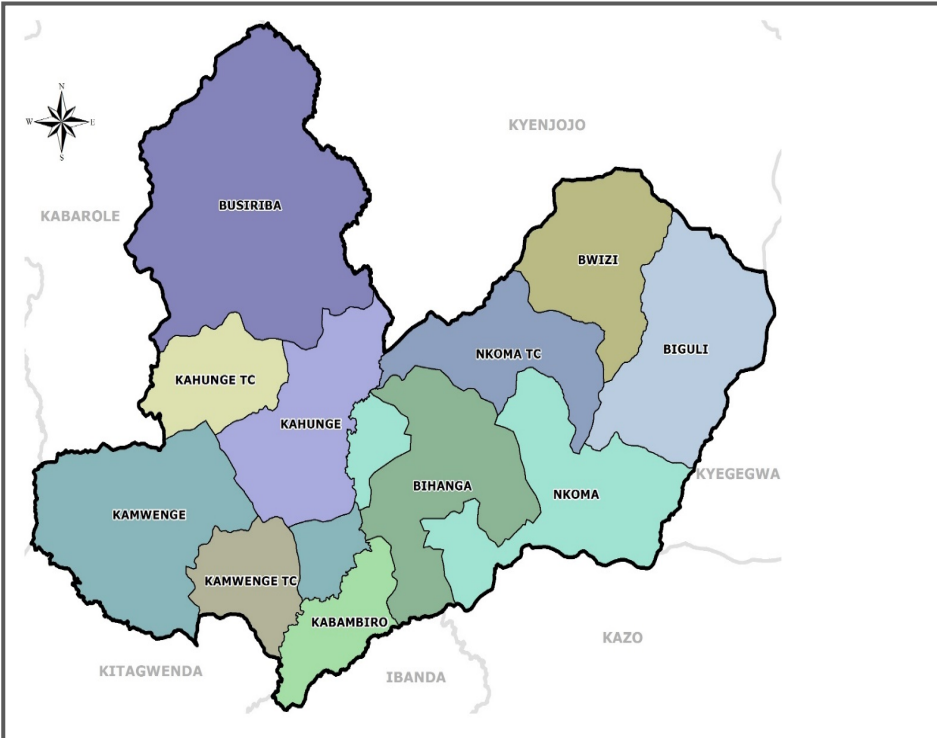 N
W E
S
KYENJOJO
KABAROLE
BUSIRIBA
BWIZI
BIGULI
NKOMA TC
KAHUNGE TC
KAHUNGE
KYEGEGWA
BIHANGA
NKOMA
KAMWENGE
KAMWENGE TC
KABAMBIRO
KAZO
KITAGWENDA
IBANDA